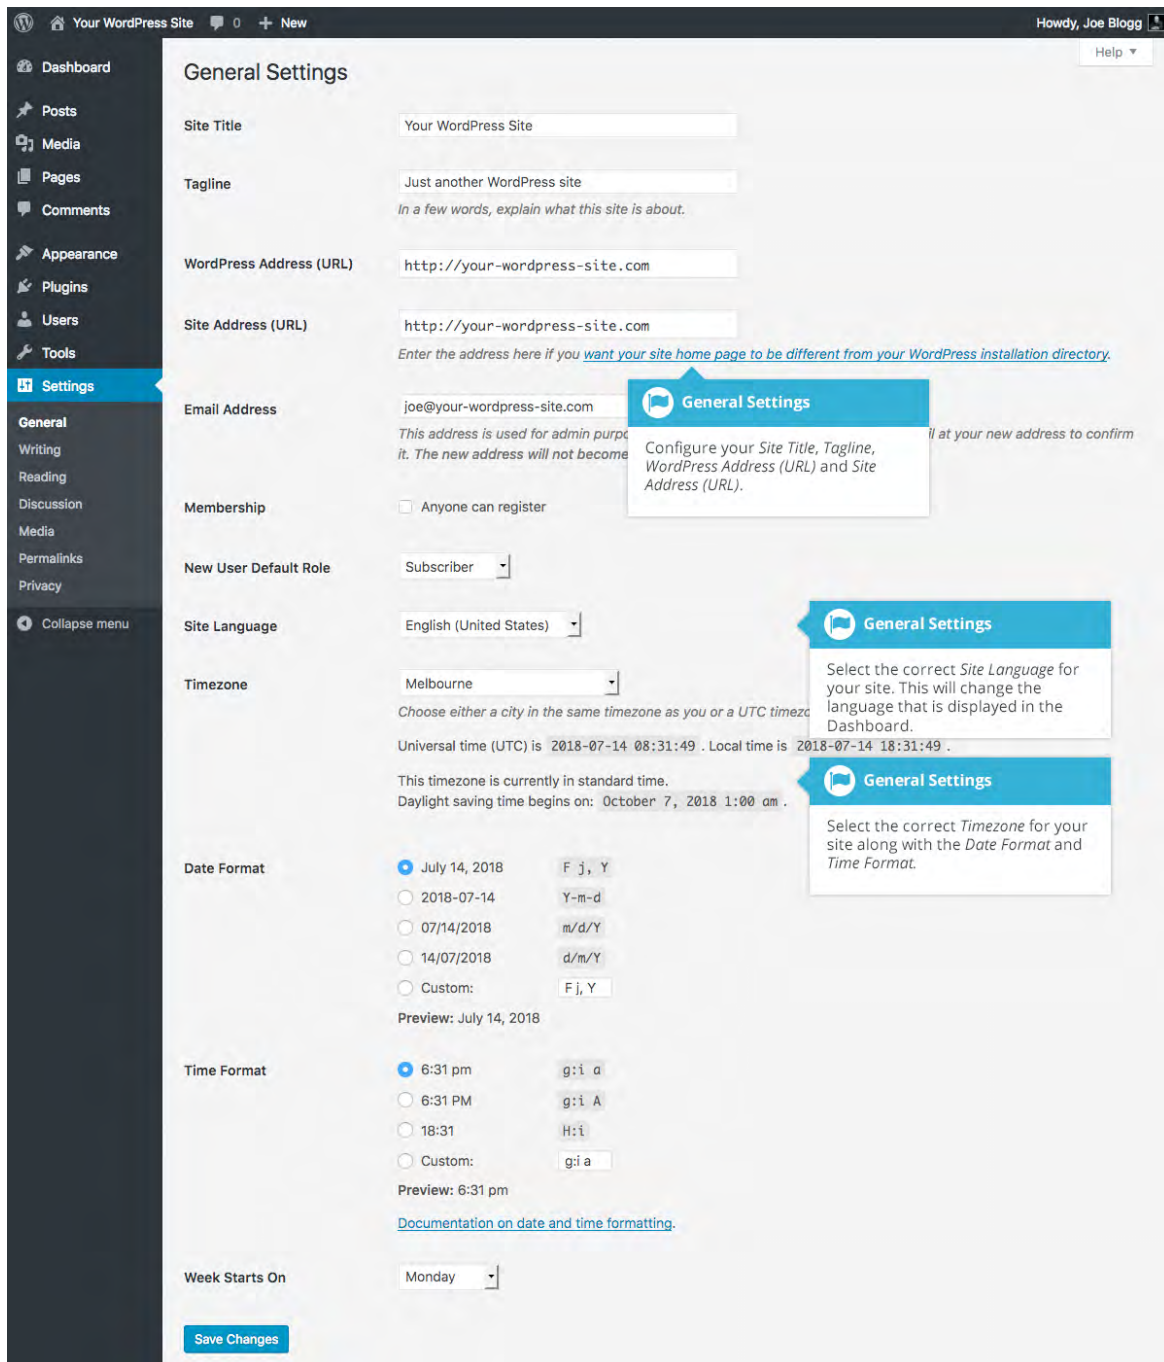 Your WordPress Site 0 New Howdy, Joe Blogg
Help
Dashboard
Posts
Media
Pages
Comments
Appearance
Plugins
Users
Tools
Settings
General
Writing
Reading
Discussion
Media
Permalinks
Privacy
Collapse menu
General Settings
Site Title Your WordPress Site
Tagline Just another WordPress site
In a few words, explain what this site is about.
WordPress Address (URL) http://your-wordpress-site.com
Site Address (URL) http://your-wordpress-site.com
Enter the address here if you want your site home page to be different from your WordPress installation directory.
General Settings
Configure your Site Title, Tagline,
WordPress Address (URL) and Site
Address (URL).
Email Address joe@your-wordpress-site.com
This address is used for admin at your new address to confirm
it. The new address will not become
Membership Anyone can register
New User Default Role Subscriber
Site Language English (United States)
General Settings
Select the correct Site Language for
your site. This will change the
language that is displayed in the
Dashboard.
Timezone Melbourne
Choose either a city in the same timezone as you or a UTC
Universal time (UTC) is 2018-07-14 08:31:49 . Local time is 2018-07-14 18:31:49 .
This timezone is currently in standard time.
Daylight saving time begins on: October 7, 2018 1:00 am .
General Settings
Select the correct Timezone for your
site along with the Date Format and
Time Format.
Date Format July 14, 2018 F j, Y
2018-07-14 Y-m-d
07/14/2018 m/d/Y
14/07/2018 d/m/Y
Custom: F j, Y
Preview: July 14, 2018
Time Format 6:31 pm g:i a
6:31 PM g:i A
18:31 H:i
Custom: g:i a
Preview: 6:31 pm
Documentation on date and time formatting.
Week Starts On Monday
Save Changes